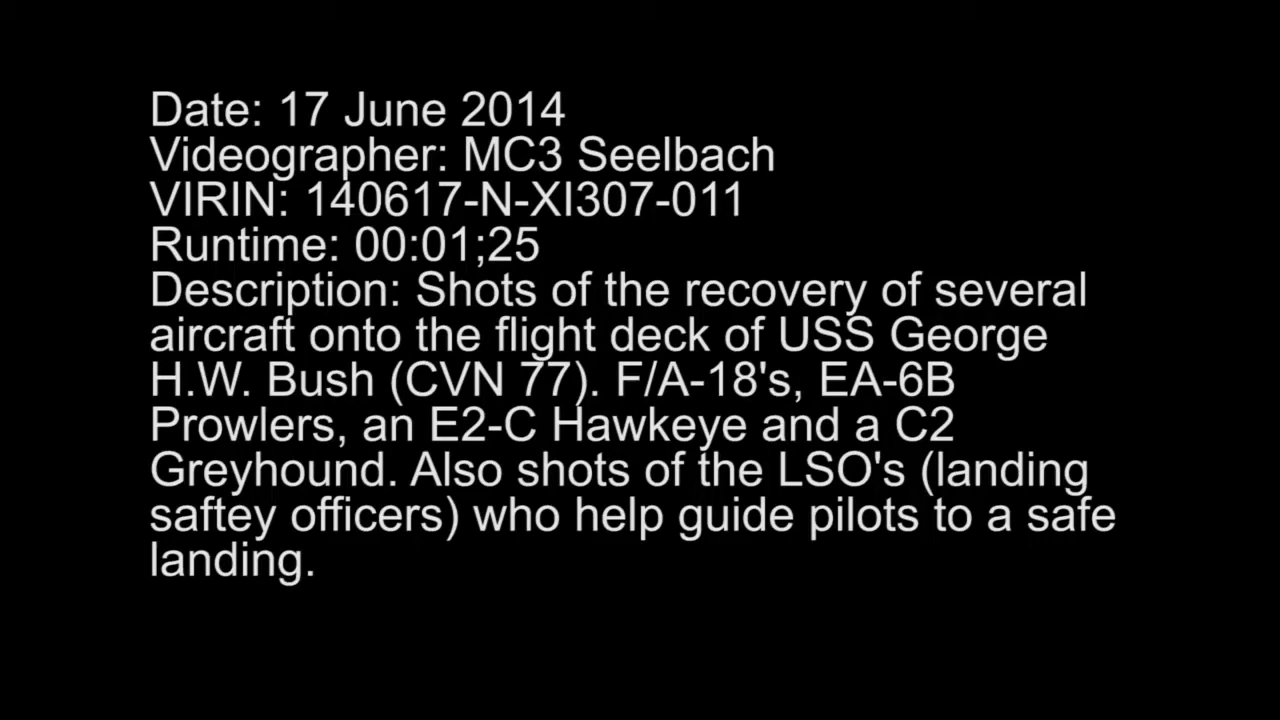 Date: 17 June 2014
Videographer: MC3 Seelbach
VIRIN: 140617-N-XI307-011
Runtime: 00:01;25
Description: Shots of the recovery of several
aircraft onto the flight deck of USS George
H.W. Bush (CVN 77). F/A-18's, EA-6B
Prowlers, an E2-C Hawkeye and a C2
Greyhound. Also shots of the LSO's (landing
saftey officers) who help guide pilots to a safe
landing.